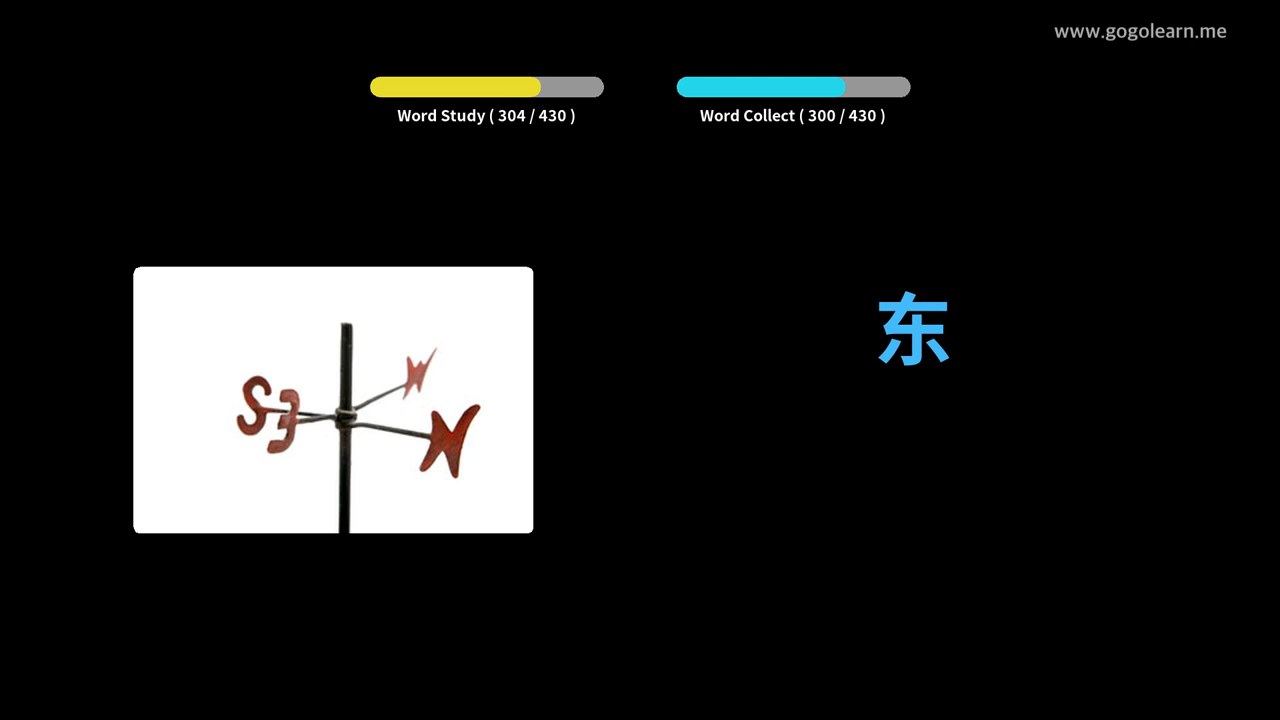 www.gogolearn.me
Word Study ( 304 / 430 )
Word Collect ( 300 / 430 )
东
N
S E
W